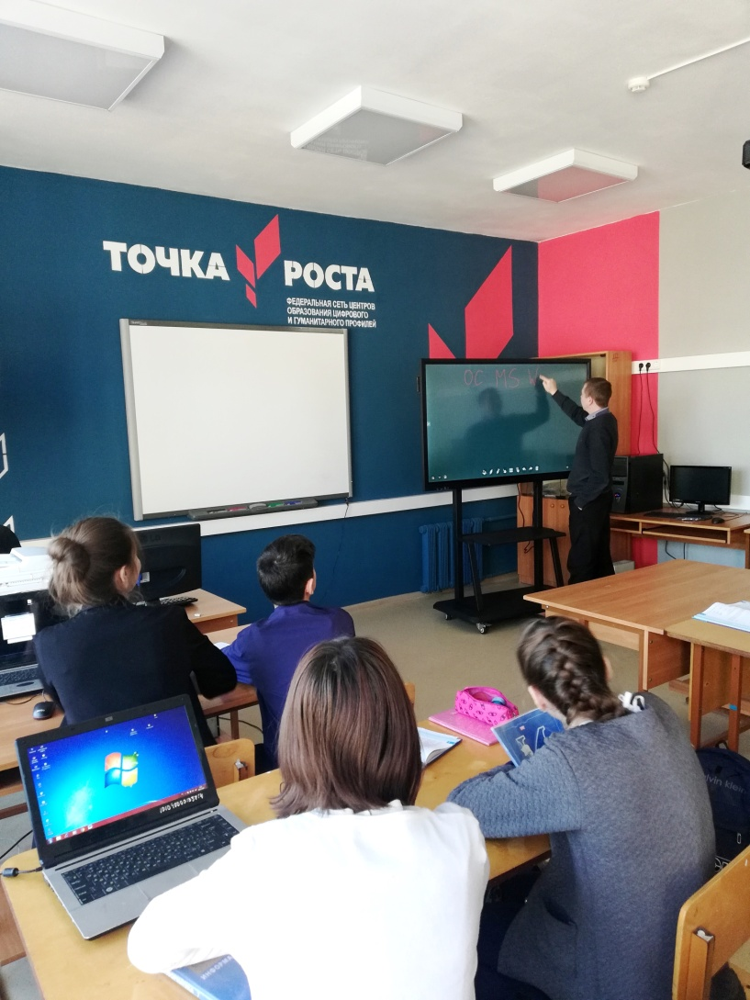 ТОЧКА РОСТА
ФЕДЕРАЛЬНАЯ СЕТЬ ЦЕНТРОВ
ОБРАЗОВАНИЯ ЦИФРОВОГО
И ГУМАНИТАРНОГО ПРОФИЛЕЙ
ОС MS W